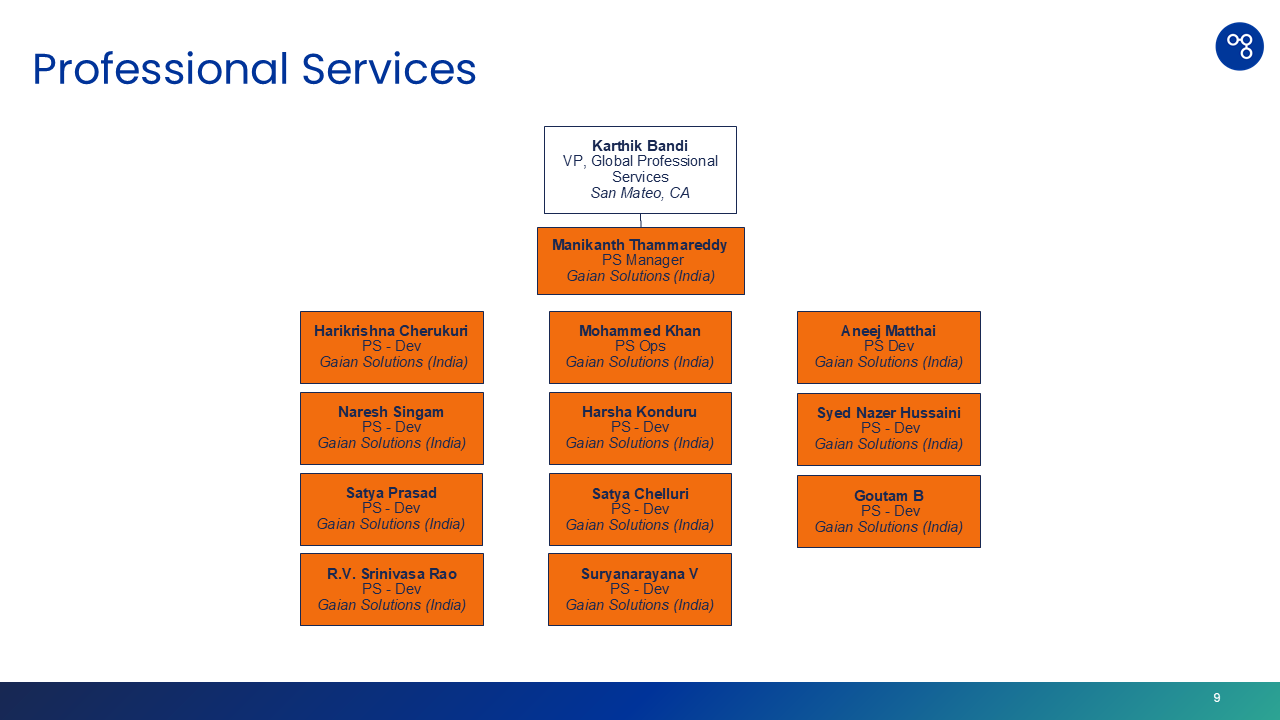 Professional Services
Karthik Bandi
VP, Global Professional
Services
San Mateo, CA
Manikanth Thammareddy
PS Manager
Gaian Solutions (India)
Harikrishna Cherukuri
PS - Dev
Gaian Solutions (India)
Mohammed Khan
PS Ops
Gaian Solutions (India)
Aneej Matthai
PS Dev
Gaian Solutions (India)
Naresh Singam
PS - Dev
Gaian Solutions (India)
Harsha Konduru
PS - Dev
Gaian Solutions (India)
Syed Nazer Hussaini
PS - Dev
Gaian Solutions (India)
Satya Prasad
PS - Dev
Gaian Solutions (India)
Satya Chelluri
PS - Dev
Gaian Solutions (India)
Goutam B
PS - Dev
Gaian Solutions (India)
R.V. Srinivasa Rao
PS - Dev
Gaian Solutions (India)
Suryanarayana V
PS - Dev
Gaian Solutions (India)
9